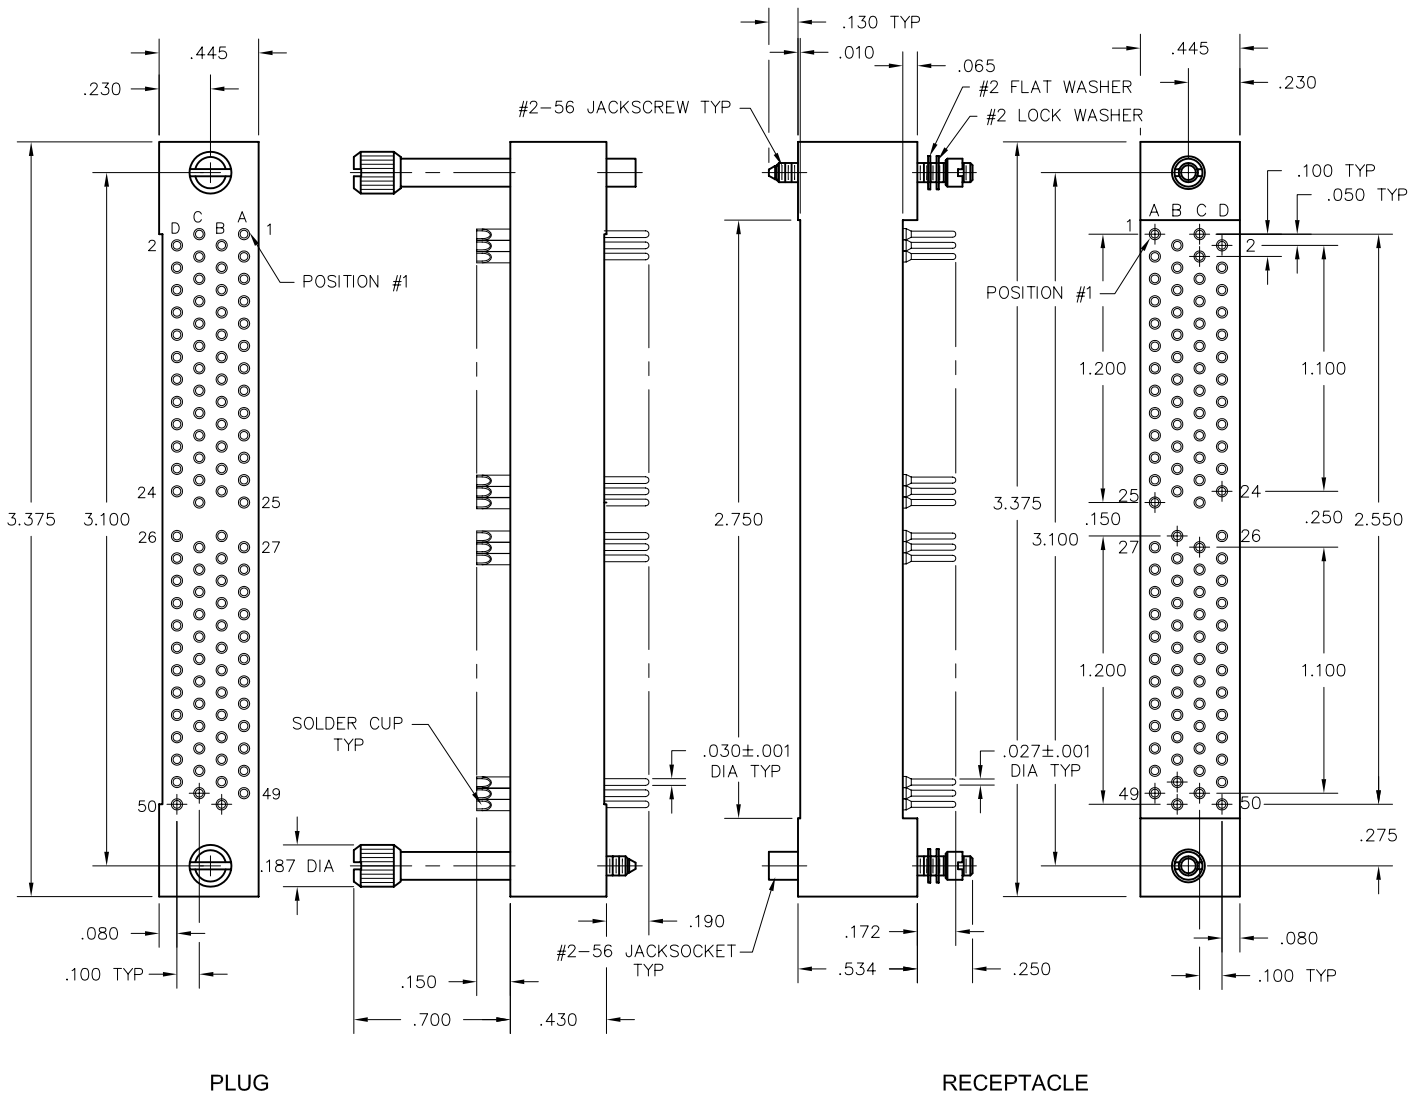 .130 TYP
.445
.010
.445
.065
.230
#2 FLAT WASHER
.230
#2-56 JACKSCREW TYP
#2 LOCK WASHER
.100 TYP
.050 TYP
D C B A
A B C D
1
1
2
2
POSITION #1
POSITION #1
1.200
1.100
24
25
25
24
3.375
3.100
2.750
3.375
3.100
.150
.250
2.550
26
27
26
27
1.200
1.100
SOLDER CUP
TYP
.030±.001
DIA TYP
.027±.001
DIA TYP
49
50
49
50
.187 DIA
.275
.190
.080
.172
.080
#2-56 JACKSOCKET
TYP
.100 TYP
.150
.534
.250
.100 TYP
.700
.430
PLUG
RECEPTACLE